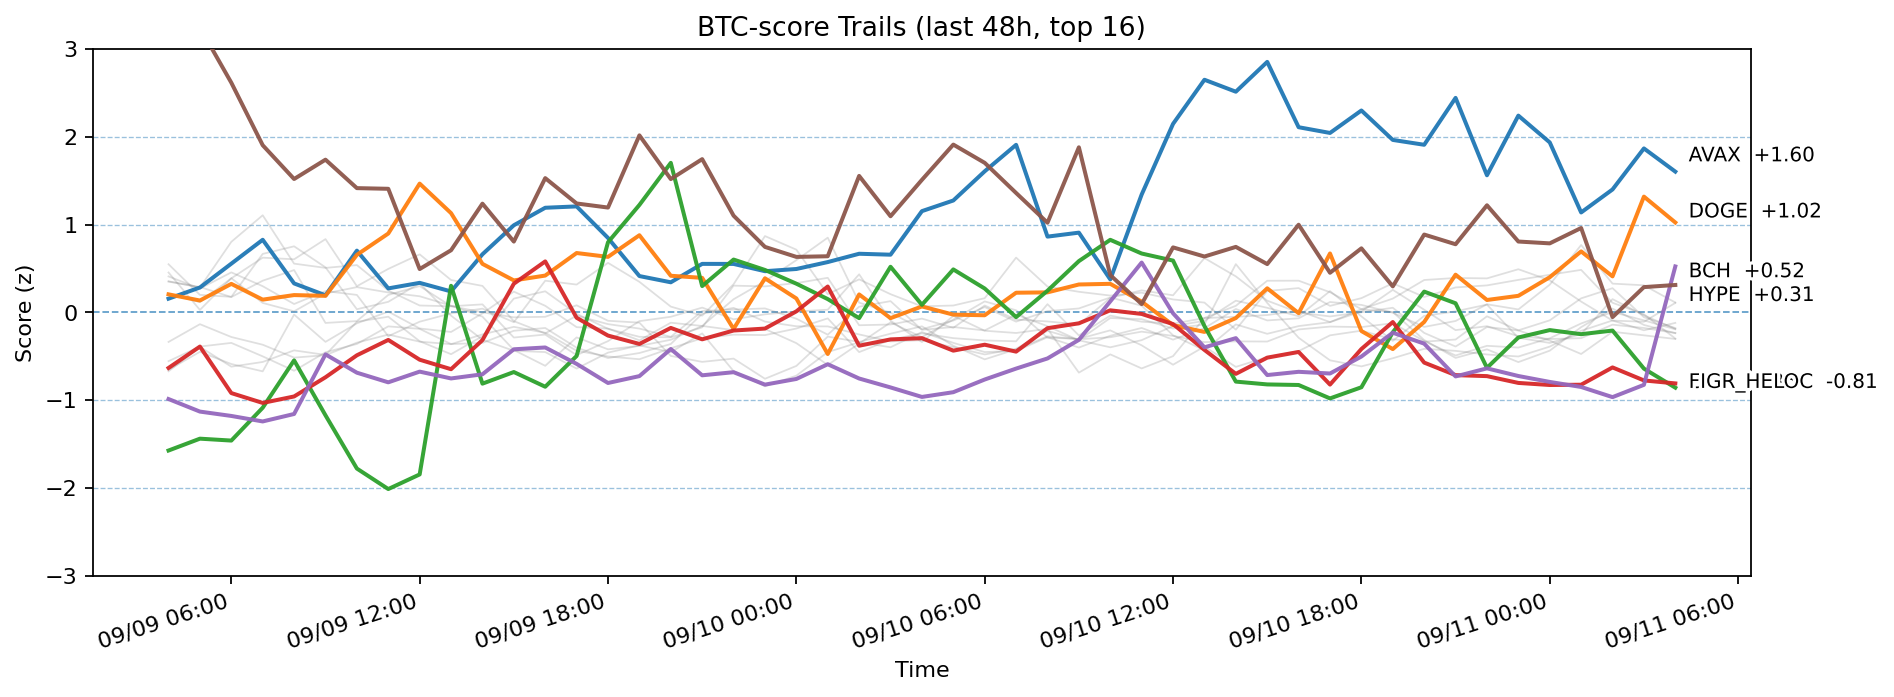 BTC-score Trails (last 48h, top 16)
3
2
1
0
−1
−2
−3
Score (z)
AVAX +1.60
DOGE +1.02
BCH +0.52
HYPE +0.31
FIGR_HELOC -0.81
09/09 06:00
09/09 12:00
09/09 18:00
09/10 00:00
09/10 06:00
09/10 12:00
09/10 18:00
09/11 00:00
09/11 06:00
Time